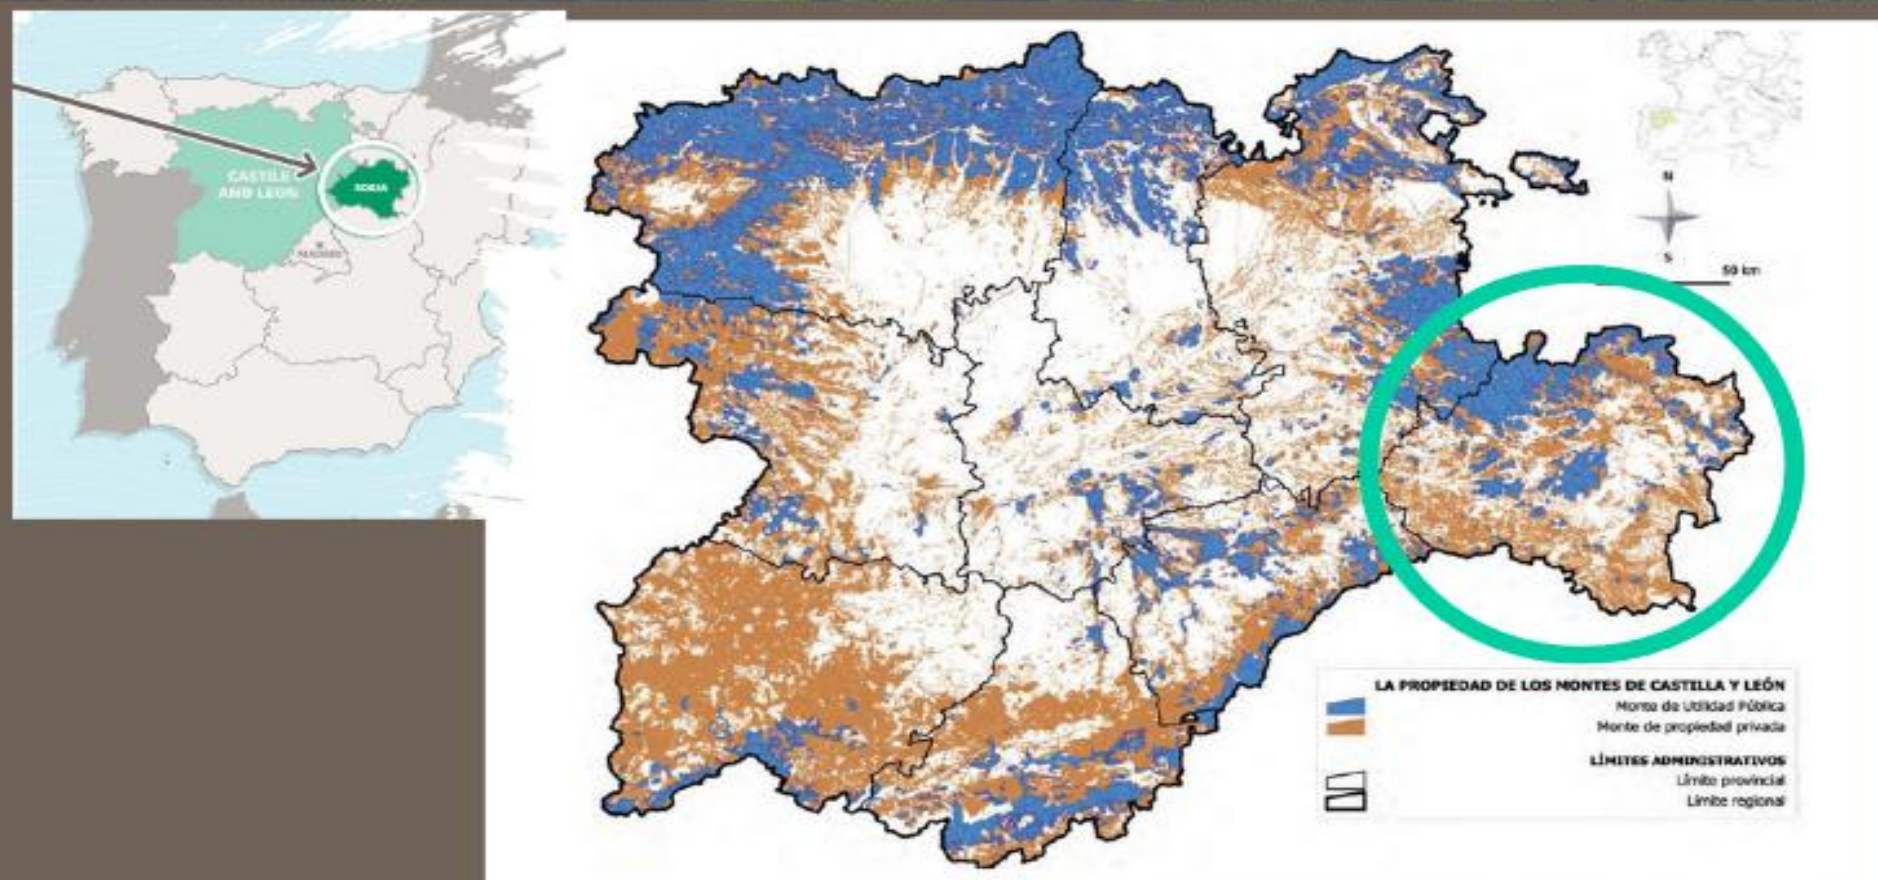 CASTILE
AND LEON
SORIA
MADRID
N
S
50 km
LA PROPIEDAD DE LOS MONTES DE CASTILLA Y LEÓN
Monte de Utilidad Pública
Monte de propiedad privada
LÍMITES ADMINISTRATIVOS
Límite provincial
Límite regional